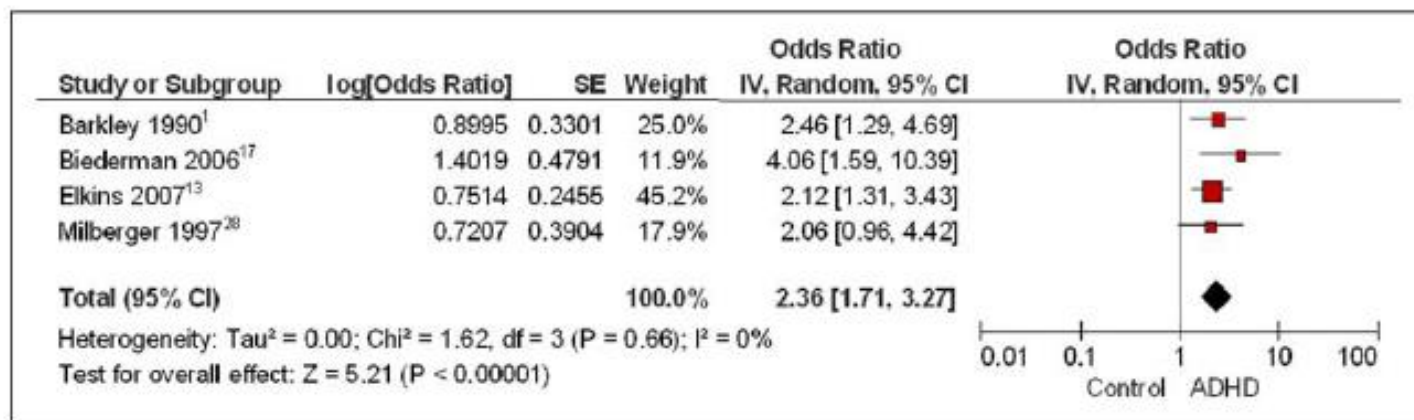 Odds Ratio Odds Ratio
Study or Subgroup log[Odds Ratio] SE Weight IV, Random, 95% CI IV, Random, 95% CI
Barkley 1990¹ 0.8995 0.3301 25.0% 2.46 [1.29, 4.69]
Biederman 2006¹⁷ 1.4019 0.4791 11.9% 4.06 [1.59, 10.39]
Elkins 2007¹³ 0.7514 0.2455 45.2% 2.12 [1.31, 3.43]
Milberger 1997²⁸ 0.7207 0.3904 17.9% 2.06 [0.96, 4.42]
Total (95% CI) 100.0% 2.36 [1.71, 3.27]
Heterogeneity: Tau² = 0.00; Chi² = 1.62, df = 3 (P = 0.66); I² = 0%
Test for overall effect: Z = 5.21 (P < 0.00001)
0.01 0.1 1 10 100
Control ADHD